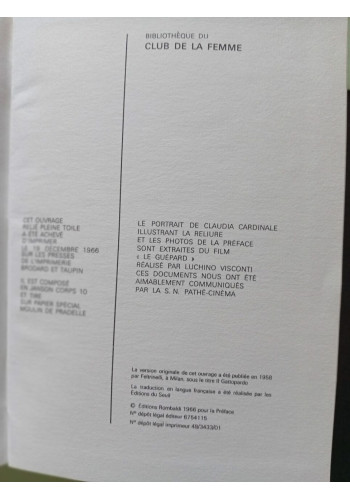 BIBLIOTHÈQUE DU
CLUB DE LA FEMME
CET OUVRAGE
RELIÉ PLEINE TOILE
A ÉTÉ ACHEVÉ
D'IMPRIMER
LE 19 DÉCEMBRE 1966
SUR LES PRESSES
DE L'IMPRIMERIE
BRODARD ET TAUPIN
IL EST COMPOSÉ
EN JANSON CORPS 10
ET TIRÉ
SUR PAPIER SPÉCIAL
MOULIN DE PRADELLE
LE PORTRAIT DE CLAUDIA CARDINALE
ILLUSTRANT LA RELIURE
ET LES PHOTOS DE LA PRÉFACE
SONT EXTRAITES DU FILM
« LE GUÉPARD »
RÉALISÉ PAR LUCHINO VISCONTI
CES DOCUMENTS NOUS ONT ÉTÉ
AIMABLEMENT COMMUNIQUÉS
PAR LA S. N. PATHÉ-CINÉMA
La version originale de cet ouvrage a été publiée en 1958
par Feltrinelli, à Milan, sous le titre Il Gattopardo
La traduction en langue française a été réalisée par les
Éditions du Seuil
© Éditions Rombaldi 1966 pour la Préface
N° dépôt légal éditeur 6764116
N° dépôt légal imprimeur 49/3433/01